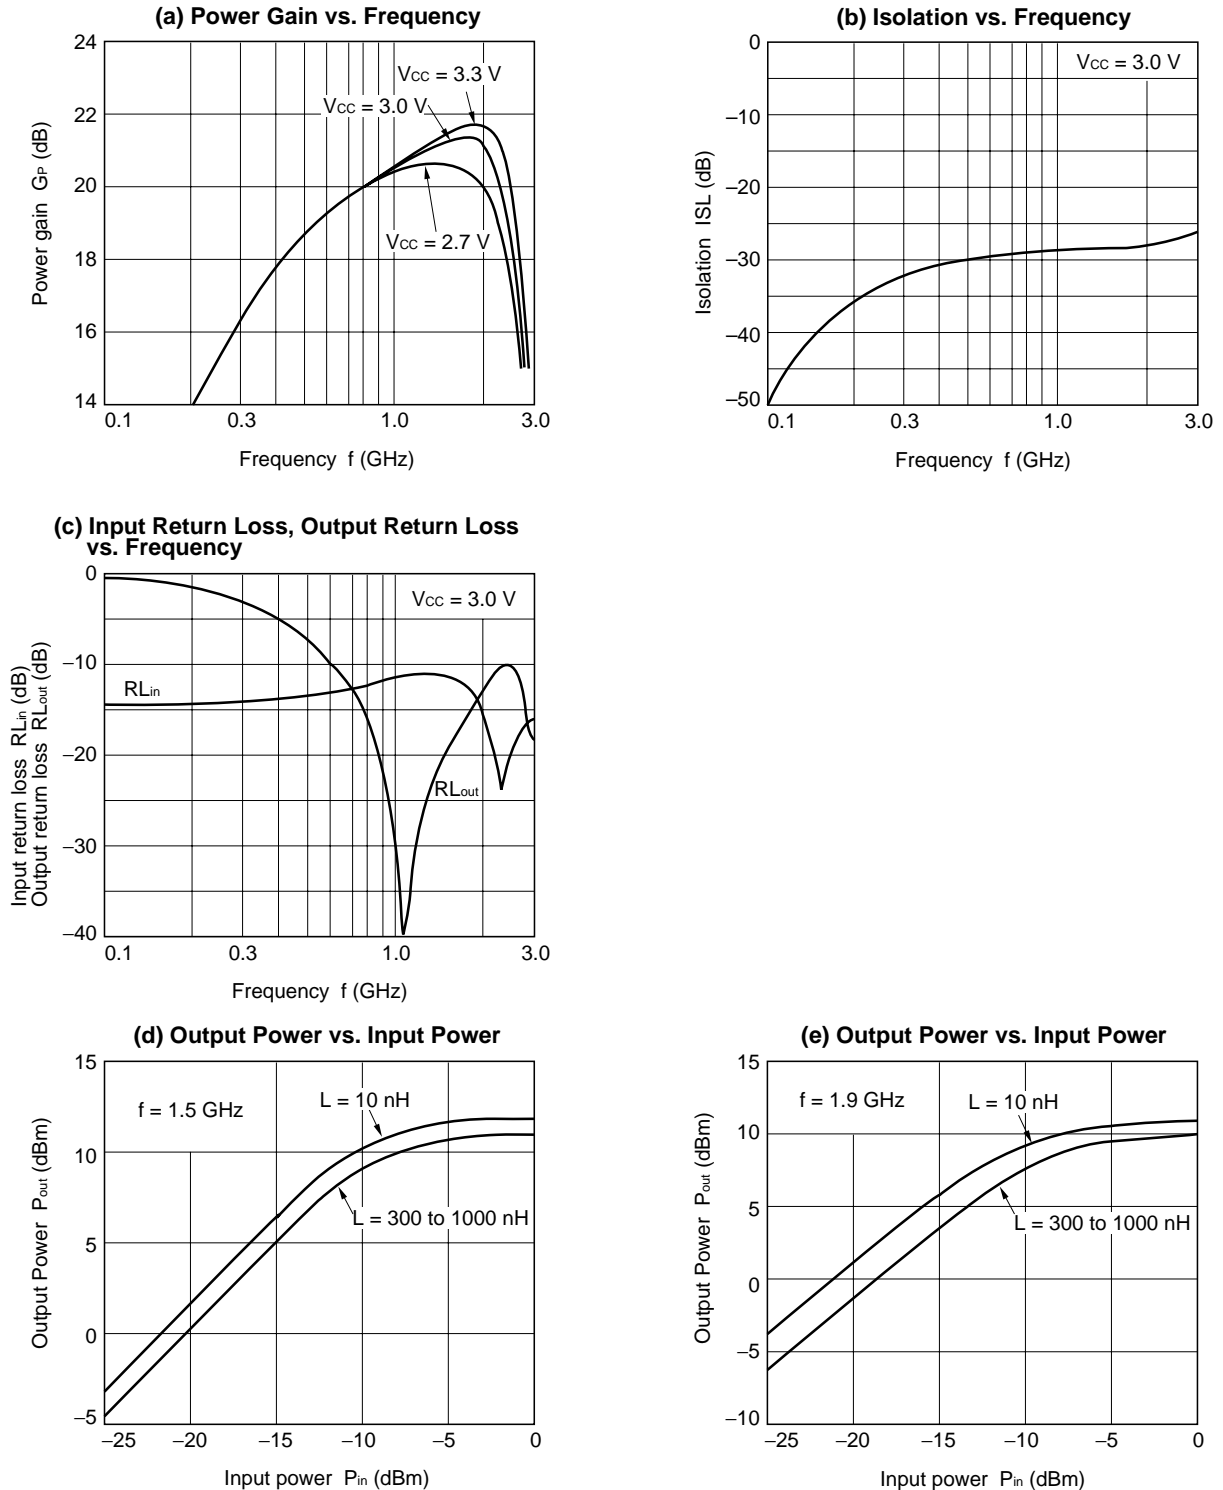 (a) Power Gain vs. Frequency
24
22
20
18
16
14
Power gain GP (dB)
VCC = 3.3 V
VCC = 3.0 V
VCC = 2.7 V
0.1
0.3
1.0
3.0
Frequency f (GHz)
(b) Isolation vs. Frequency
0
–10
–20
–30
–40
–50
Isolation ISL (dB)
VCC = 3.0 V
0.1
0.3
1.0
3.0
Frequency f (GHz)
(c) Input Return Loss, Output Return Loss
vs. Frequency
0
–10
–20
–30
–40
Input return loss RLin (dB)
Output return loss RLout (dB)
VCC = 3.0 V
RLin
RLout
0.1
0.3
1.0
3.0
Frequency f (GHz)
(d) Output Power vs. Input Power
15
10
5
0
–5
Output Power Pout (dBm)
f = 1.5 GHz
L = 10 nH
L = 300 to 1000 nH
–25
–20
–15
–10
–5
0
Input power Pin (dBm)
(e) Output Power vs. Input Power
15
10
5
0
–5
–10
Output Power Pout (dBm)
f = 1.9 GHz
L = 10 nH
L = 300 to 1000 nH
–25
–20
–15
–10
–5
0
Input power Pin (dBm)